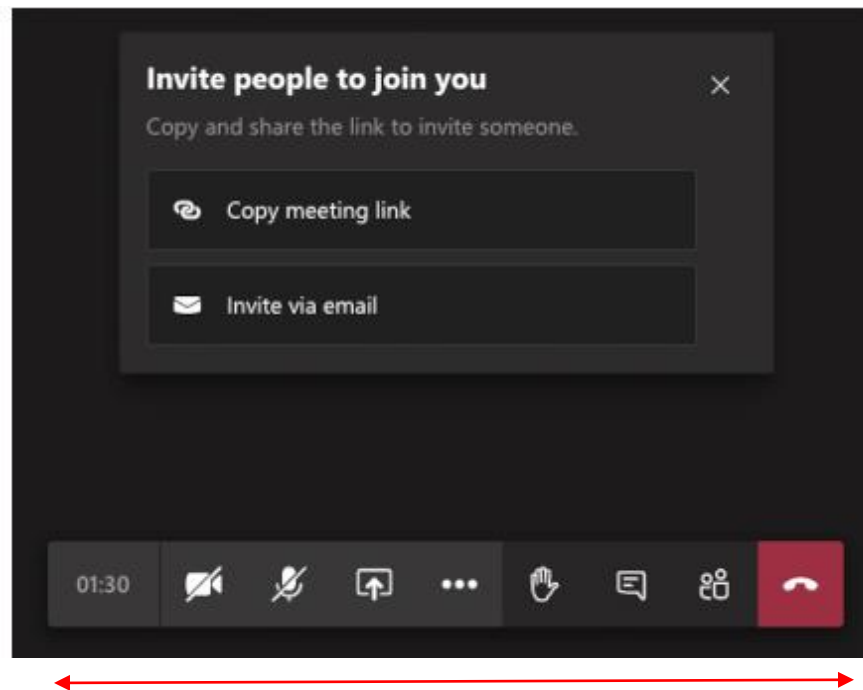 Invite people to join you
Copy and share the link to invite someone.
Copy meeting link
Invite via email
01:30